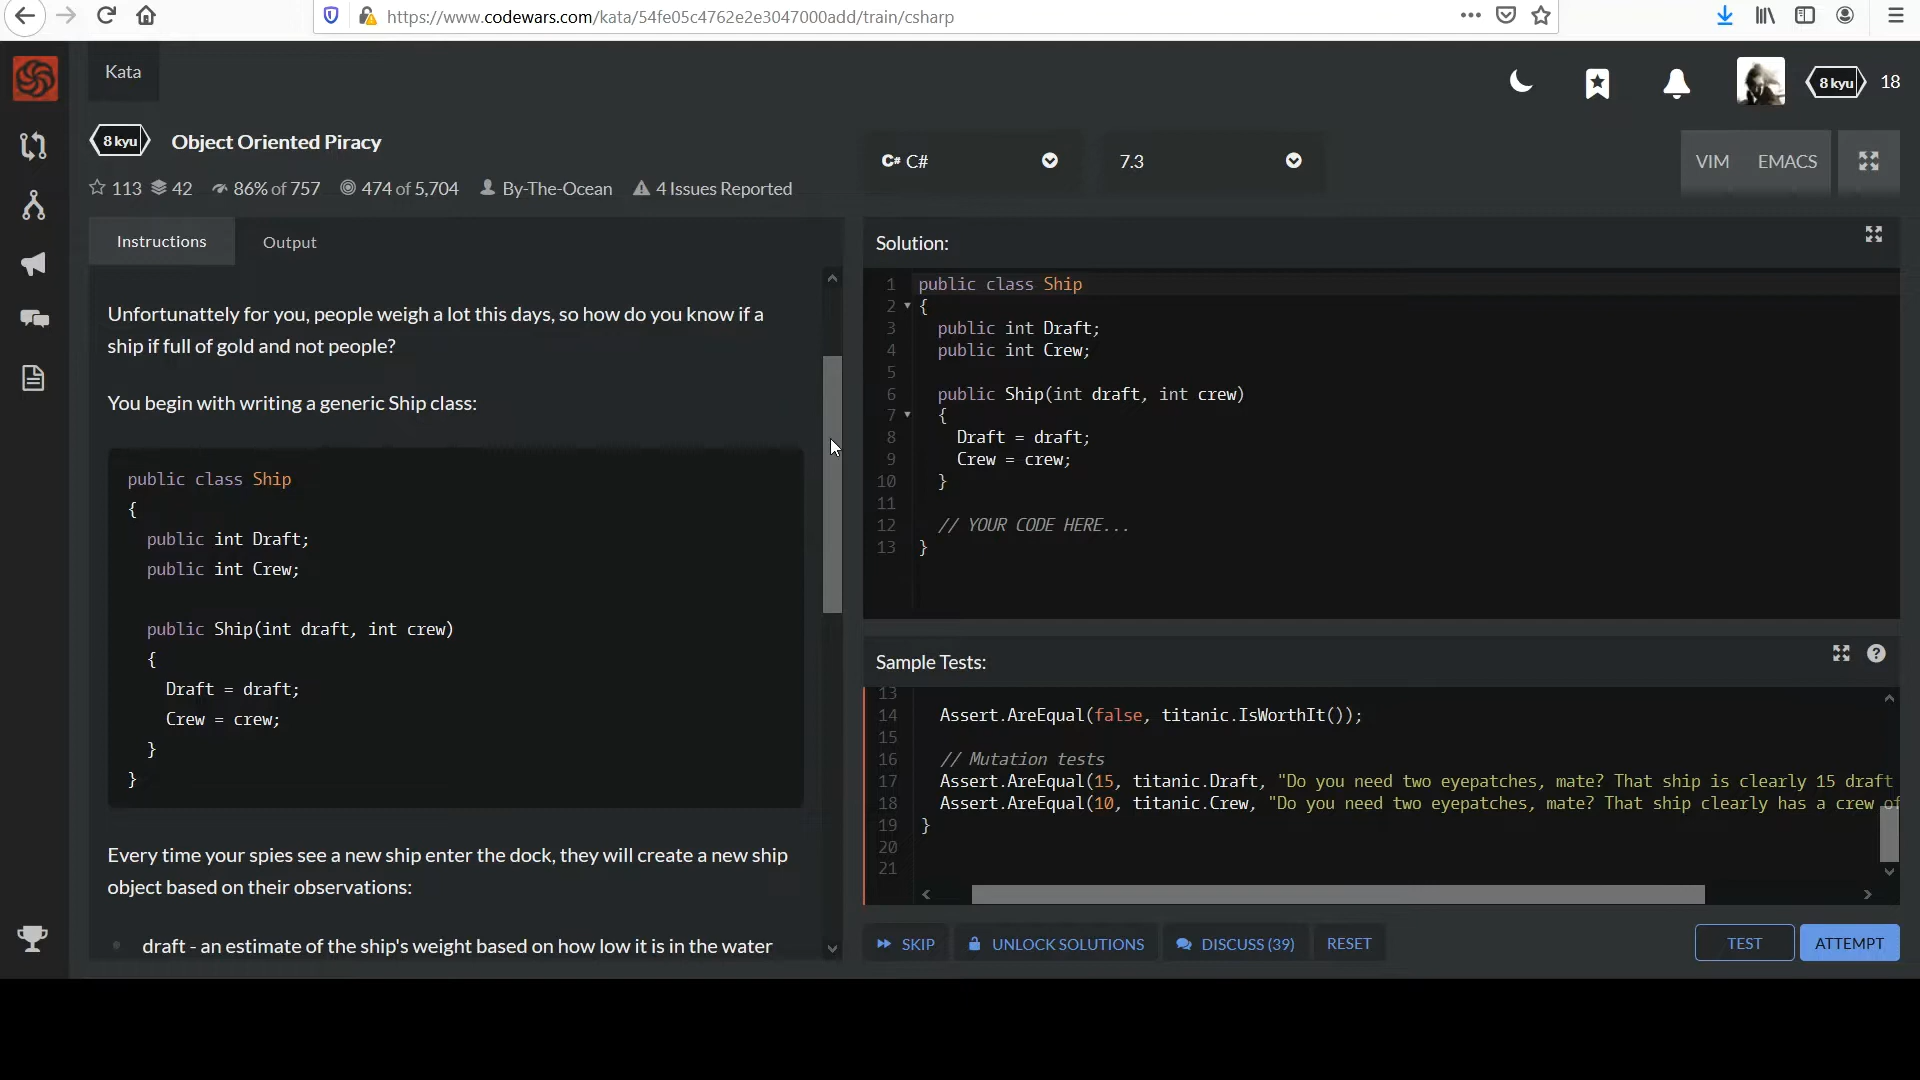 https://www.codewars.com/kata/54fe05c4762e2e3047000add/train/csharp
Kata
8 kyu 18
8 kyu Object Oriented Piracy
C# C# 7.3 VIM EMACS
113 42 86% of 757 474 of 5,704 By-The-Ocean 4 Issues Reported
Instructions Output
Unfortunattely for you, people weigh a lot this days, so how do you know if a
ship if full of gold and not people?
You begin with writing a generic Ship class:
public class Ship
{
public int Draft;
public int Crew;
public Ship(int draft, int crew)
{
Draft = draft;
Crew = crew;
}
}
Every time your spies see a new ship enter the dock, they will create a new ship
object based on their observations:
draft - an estimate of the ship's weight based on how low it is in the water
Solution:
1 public class Ship
2 {
3 public int Draft;
4 public int Crew;
5
6 public Ship(int draft, int crew)
7 {
8 Draft = draft;
9 Crew = crew;
10 }
11
12 // YOUR CODE HERE...
13 }
Sample Tests:
13
14 Assert.AreEqual(false, titanic.IsWorthIt());
15
16 // Mutation tests
17 Assert.AreEqual(15, titanic.Draft, "Do you need two eyepatches, mate? That ship is clearly 15 draft
18 Assert.AreEqual(10, titanic.Crew, "Do you need two eyepatches, mate? That ship clearly has a crew of
19 }
20
21
SKIP UNLOCK SOLUTIONS DISCUSS (39) RESET TEST ATTEMPT